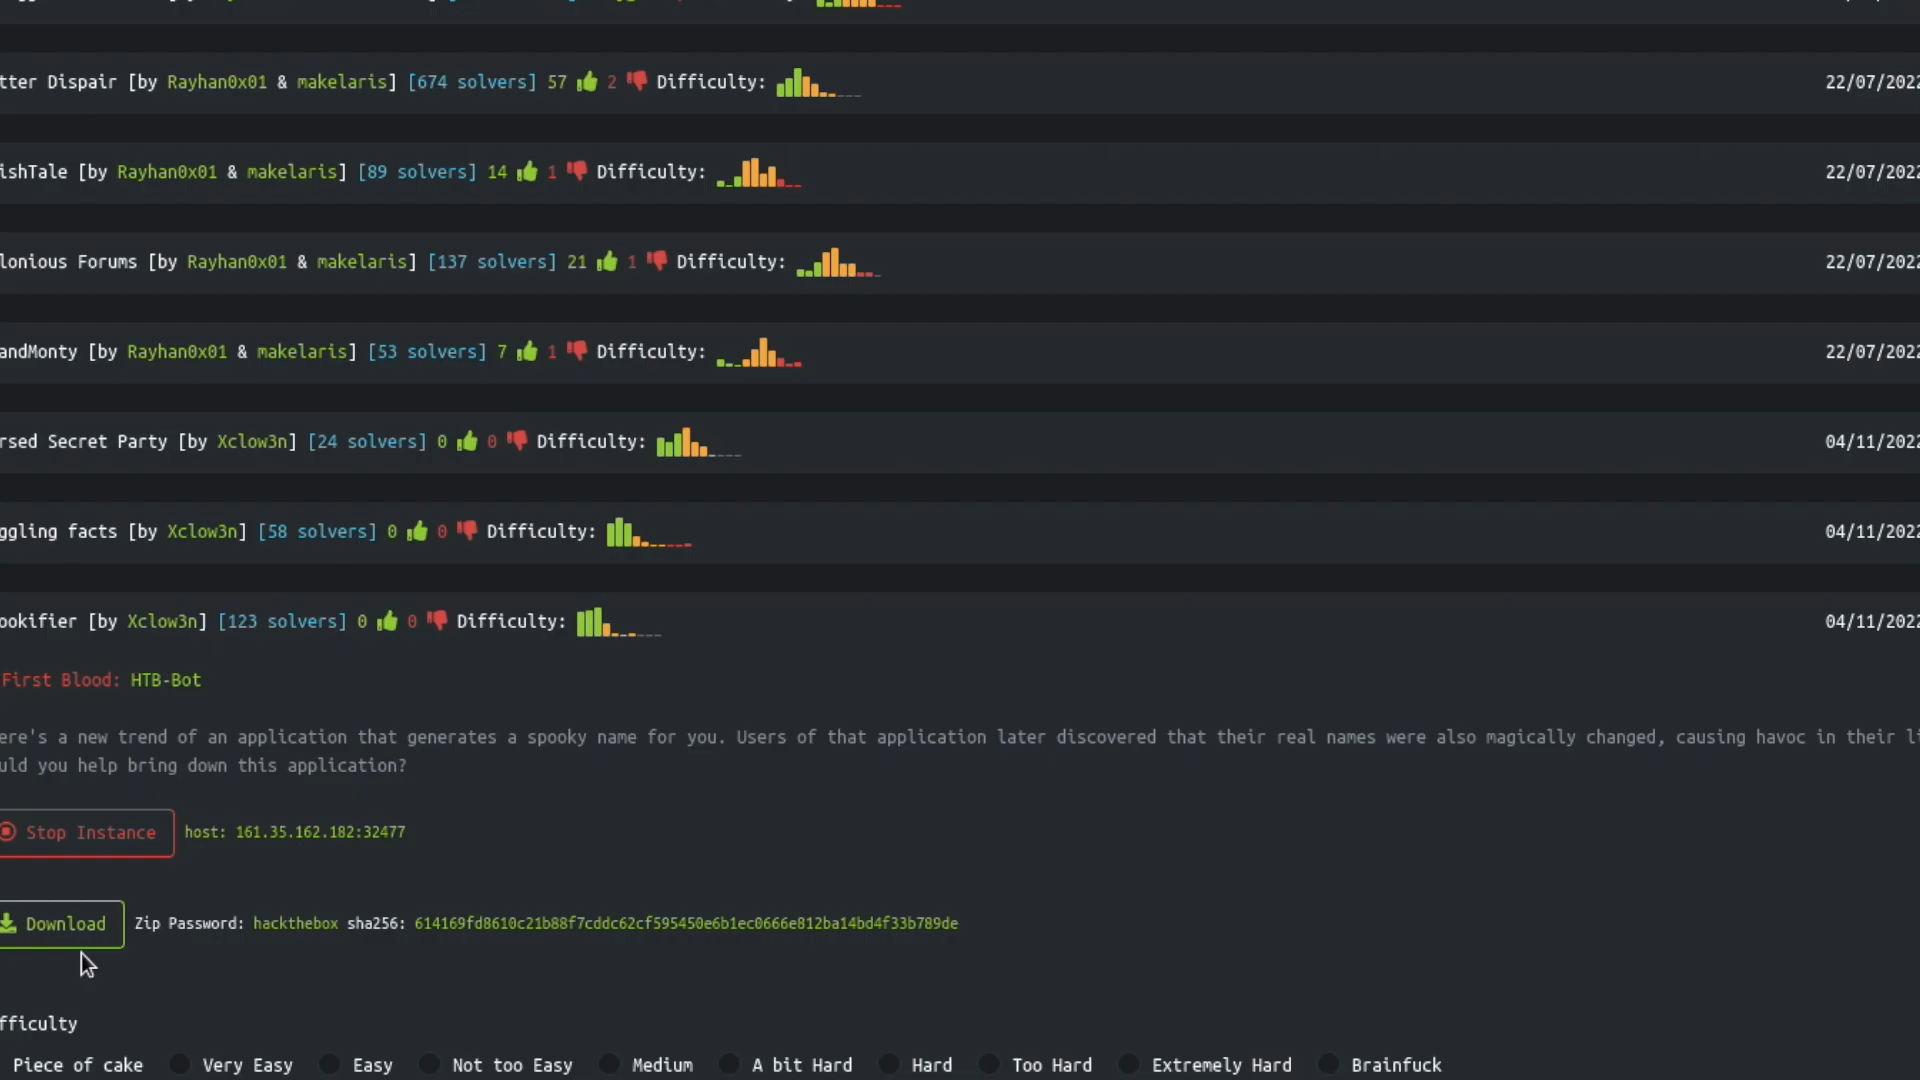 tter Dispair [by Rayhan0x01 & makelaris] [674 solvers] 57 2 Difficulty: 22/07/2022
ishTale [by Rayhan0x01 & makelaris] [89 solvers] 14 1 Difficulty: 22/07/2022
lonious Forums [by Rayhan0x01 & makelaris] [137 solvers] 21 1 Difficulty: 22/07/2022
andMonty [by Rayhan0x01 & makelaris] [53 solvers] 7 1 Difficulty: 22/07/2022
rsed Secret Party [by Xclow3n] [24 solvers] 0 0 Difficulty: 04/11/2022
ggling facts [by Xclow3n] [58 solvers] 0 0 Difficulty: 04/11/2022
ookifier [by Xclow3n] [123 solvers] 0 0 Difficulty: 04/11/2022
First Blood: HTB-Bot
ere's a new trend of an application that generates a spooky name for you. Users of that application later discovered that their real names were also magically changed, causing havoc in their li
uld you help bring down this application?
Stop Instance host: 161.35.162.182:32477
Download Zip Password: hackthebox sha256: 614169fd8610c21b88f7cddc62cf595450e6b1ec0666e812ba14bd4f33b789de
fficulty
Piece of cake Very Easy Easy Not too Easy Medium A bit Hard Hard Too Hard Extremely Hard Brainfuck